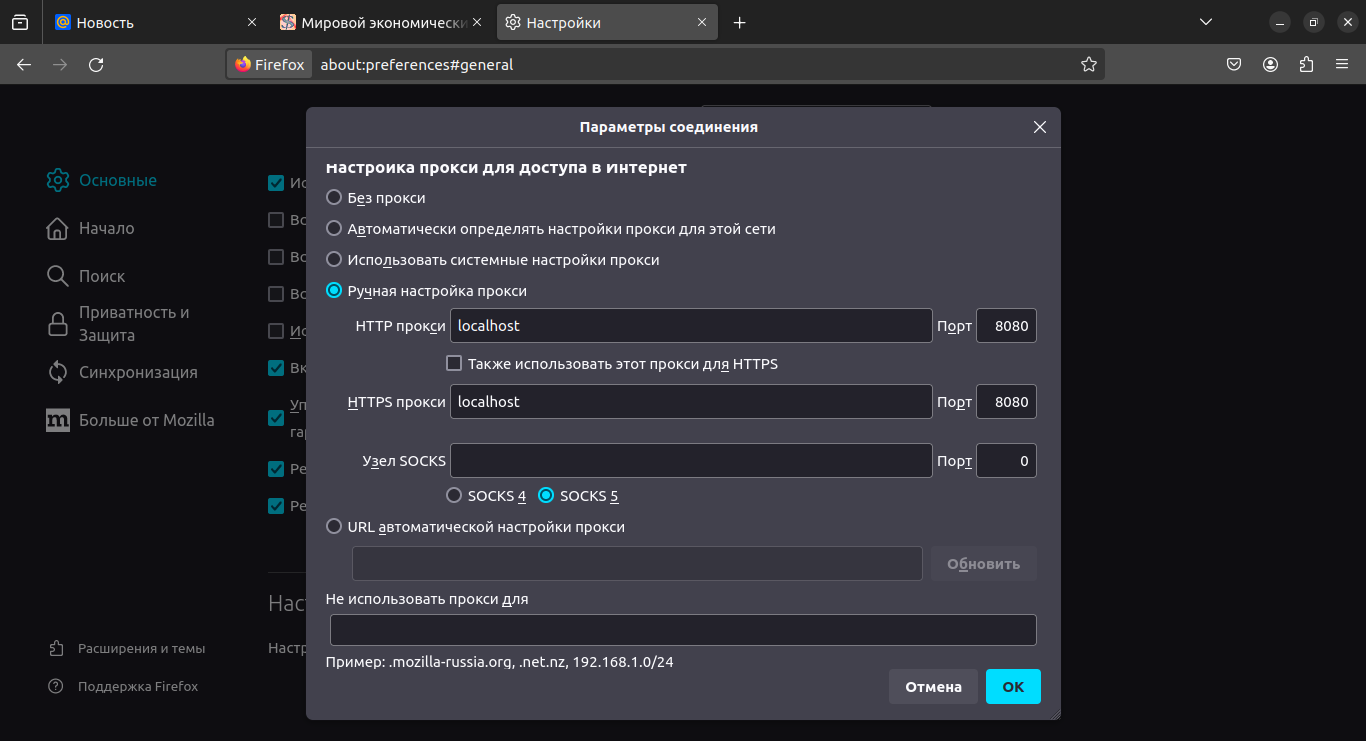 Новость
Мировой экономически
Настройки
Firefox
about:preferences#general
Параметры соединения
Настройка прокси для доступа в Интернет
Основные
Начало
Поиск
Приватность и
Защита
Синхронизация
Больше от Mozilla
Расширения и темы
Поддержка Firefox
Ис
Вс
Вс
Вс
Ис
Вк
Уп
га
Ре
Ре
Наст
Настр
Без прокси
Автоматически определять настройки прокси для этой сети
Использовать системные настройки прокси
Ручная настройка прокси
HTTP прокси localhost Порт 8080
Также использовать этот прокси для HTTPS
HTTPS прокси localhost Порт 8080
Узел SOCKS Порт 0
SOCKS 4 SOCKS 5
URL автоматической настройки прокси
Обновить
Не использовать прокси для
Пример: .mozilla-russia.org, .net.nz, 192.168.1.0/24
Отмена OK